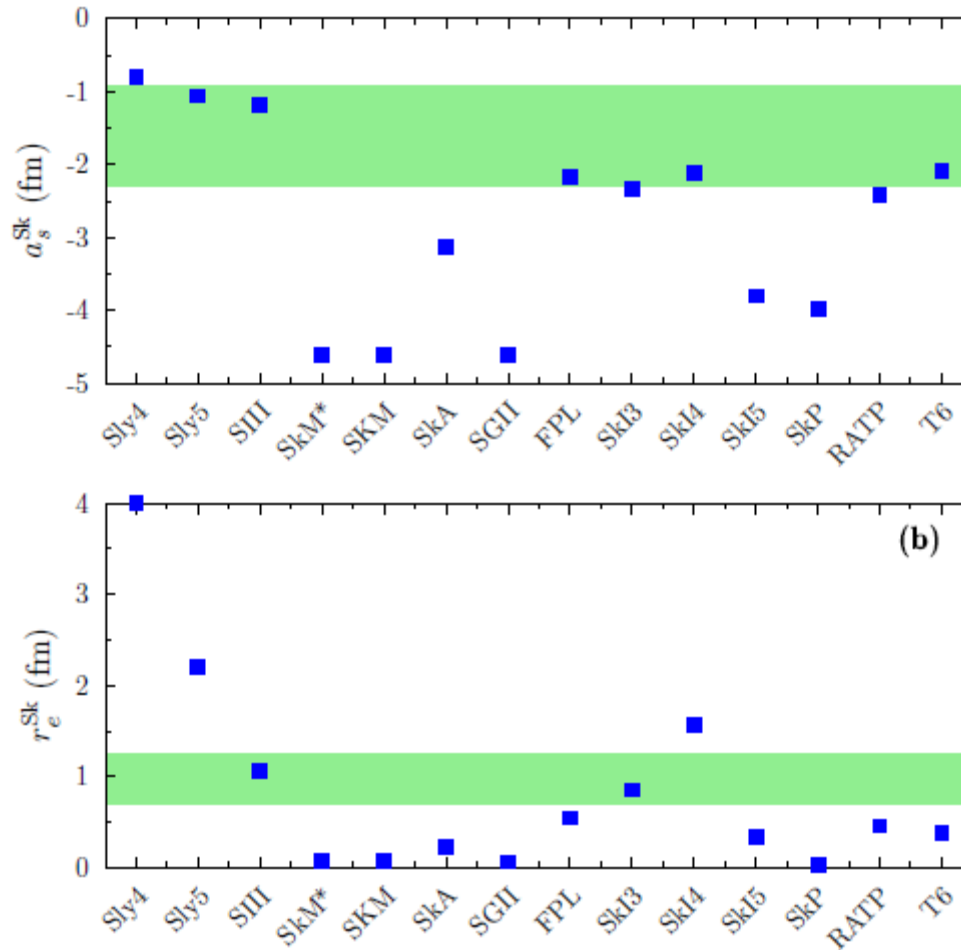 0
-1
-2
-3
-4
-5
a_s^Sk (fm)
Sly4 Sly5 SIII SkM* SKM SkA SGII FPL SkI3 SkI4 SkI5 SkP RATP T6
(b)
4
3
2
1
0
r_e^Sk (fm)
Sly4 Sly5 SIII SkM* SKM SkA SGII FPL SkI3 SkI4 SkI5 SkP RATP T6